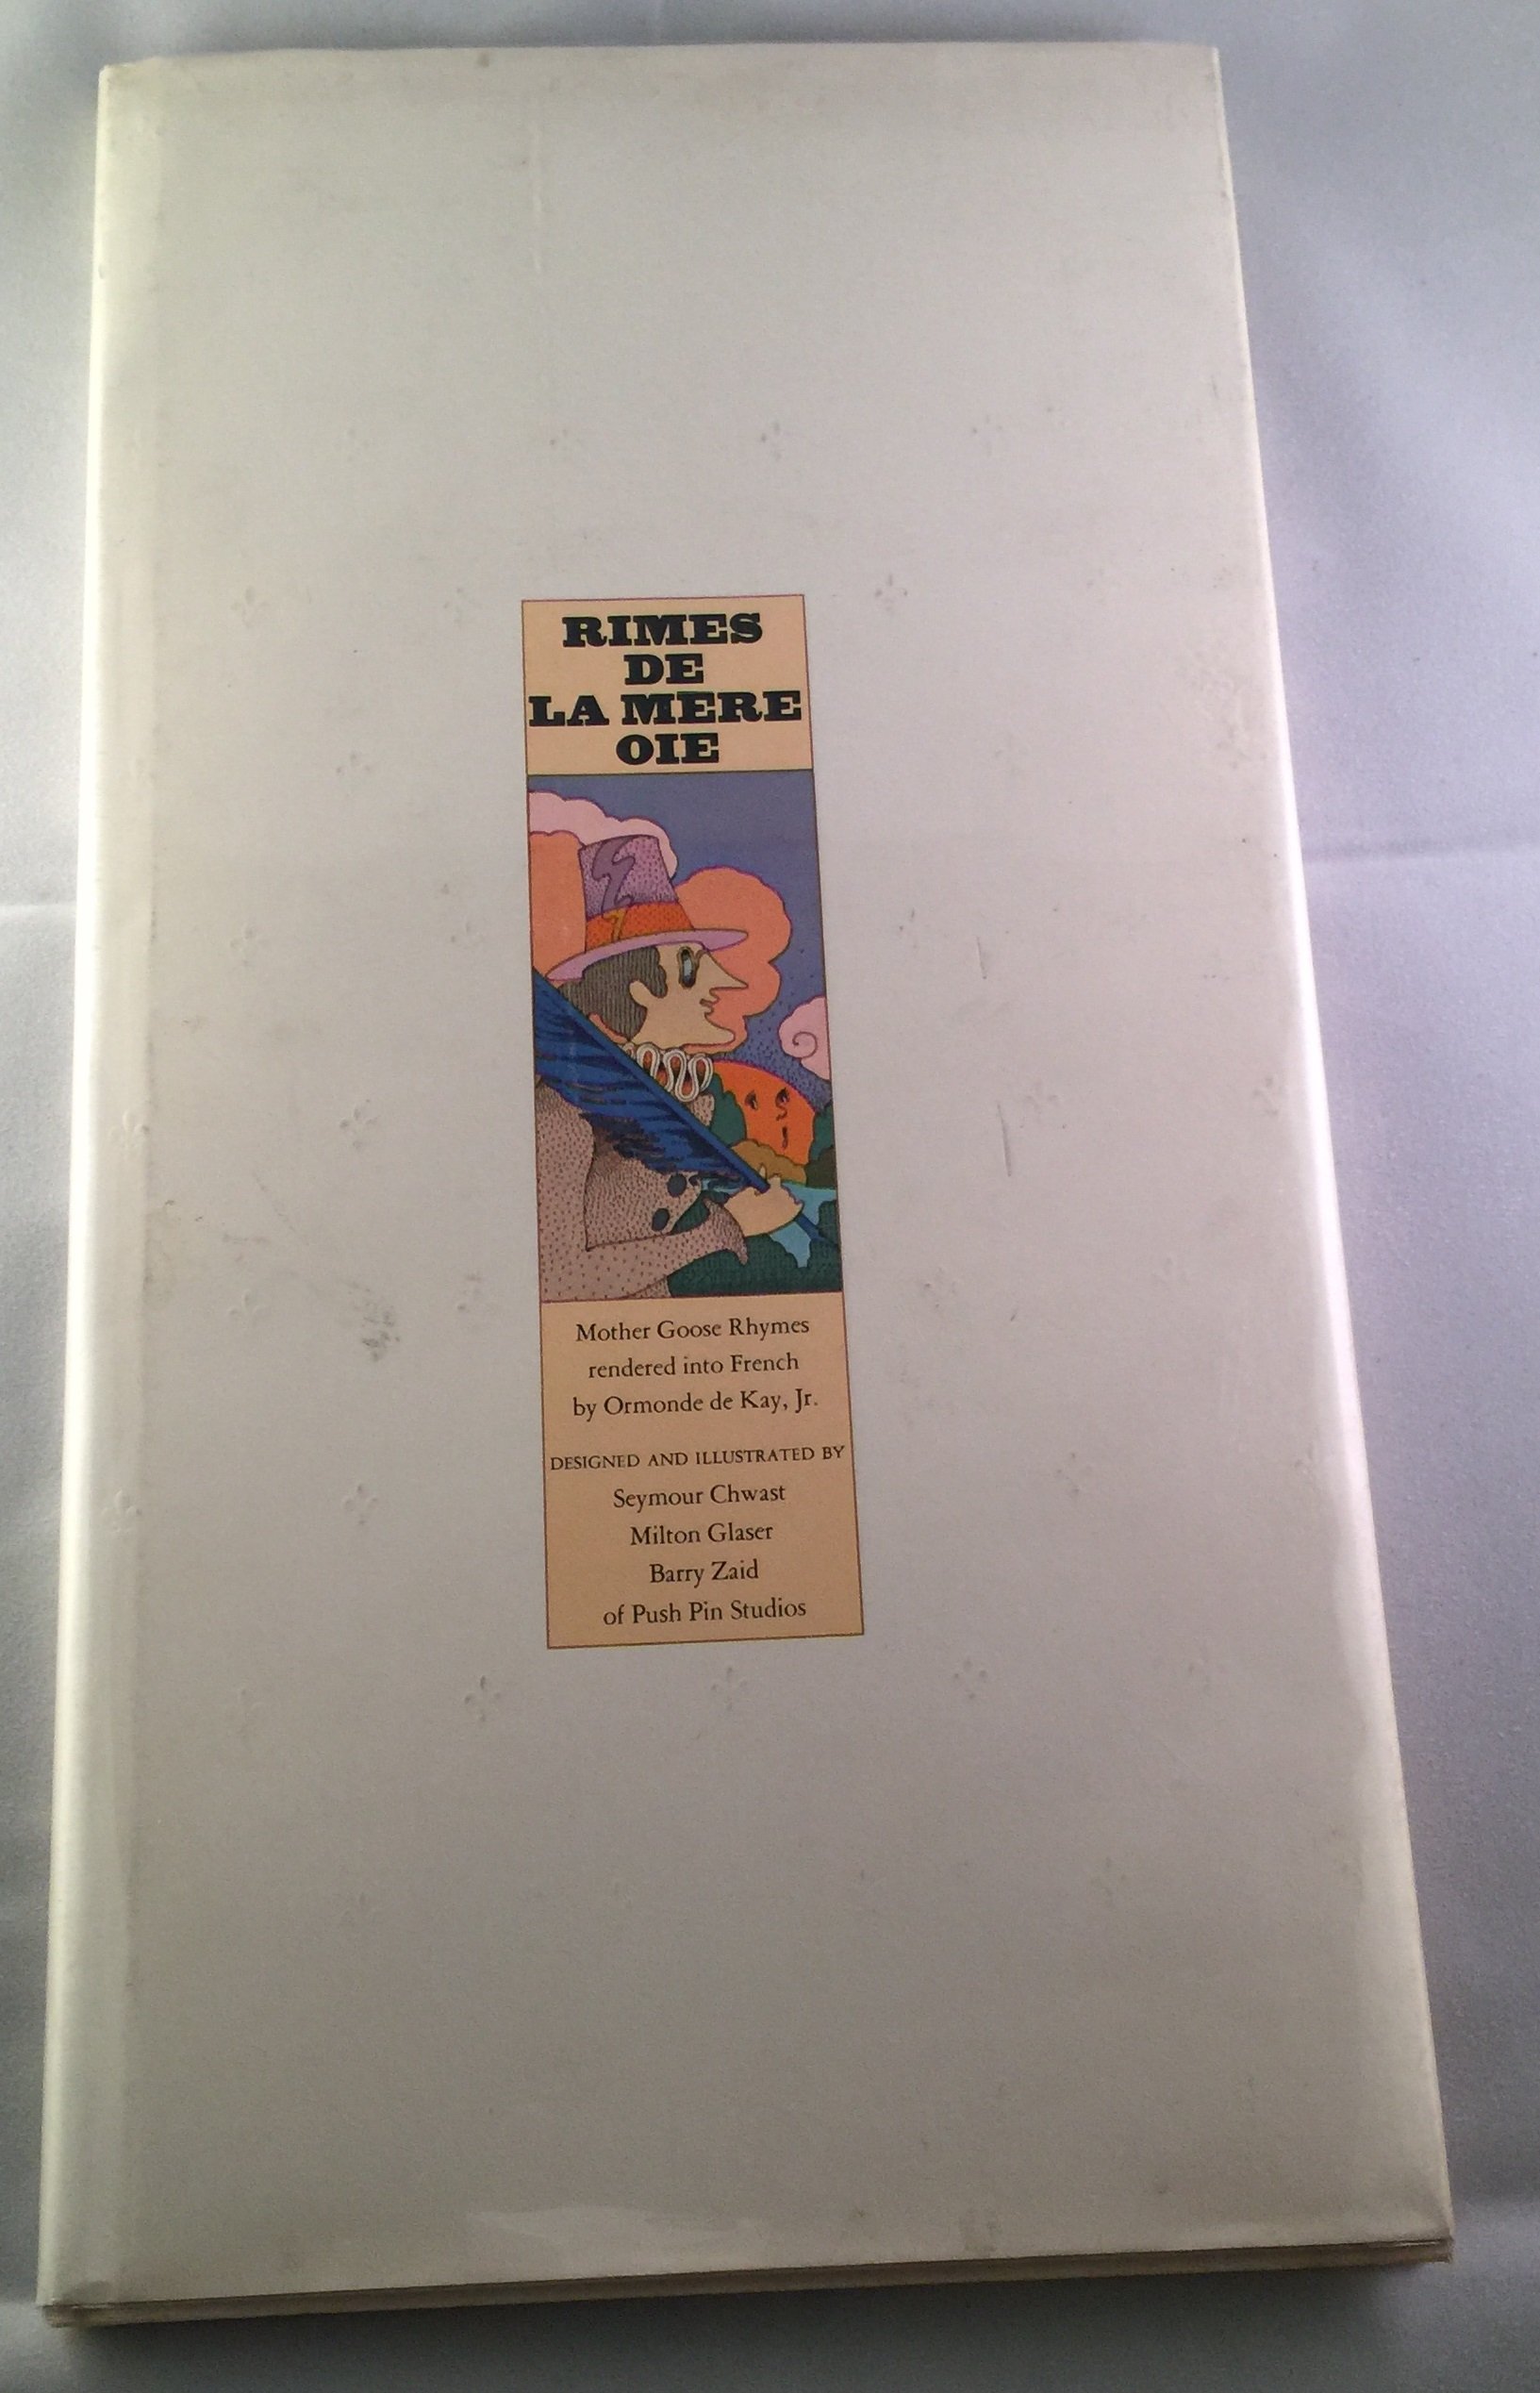 RIMES
DE
LA MERE
OIE
Mother Goose Rhymes
rendered into French
by Ormonde de Kay, Jr.
DESIGNED AND ILLUSTRATED BY
Seymour Chwast
Milton Glaser
Barry Zaid
of Push Pin Studios